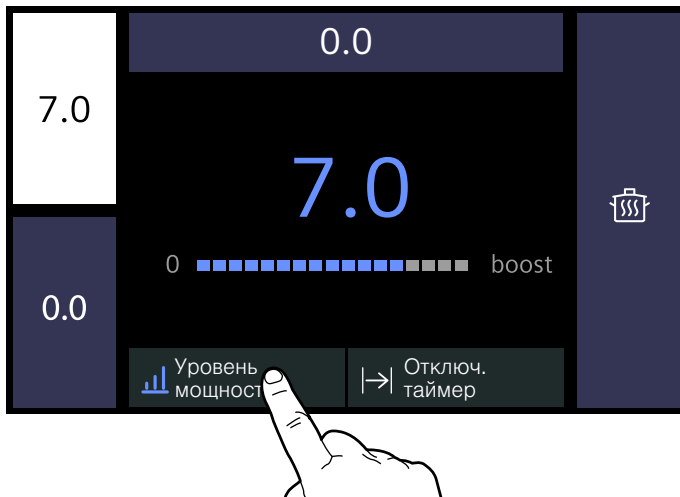 0.0
7.0
7.0
0 boost
0.0
Уровень
мощност
Отключ.
таймер